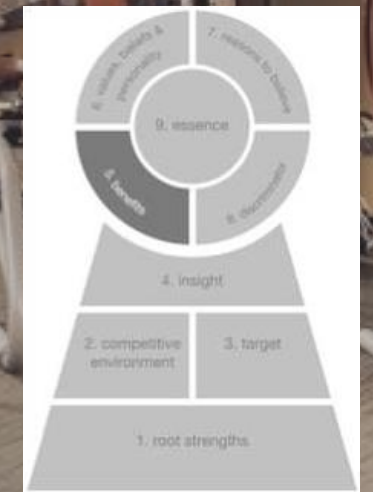 6. values, beliefs &
personality
7. reasons to believe
9. essence
5. benefits
8. discriminator
4. insight
2. competitive
environment
3. target
1. root strengths